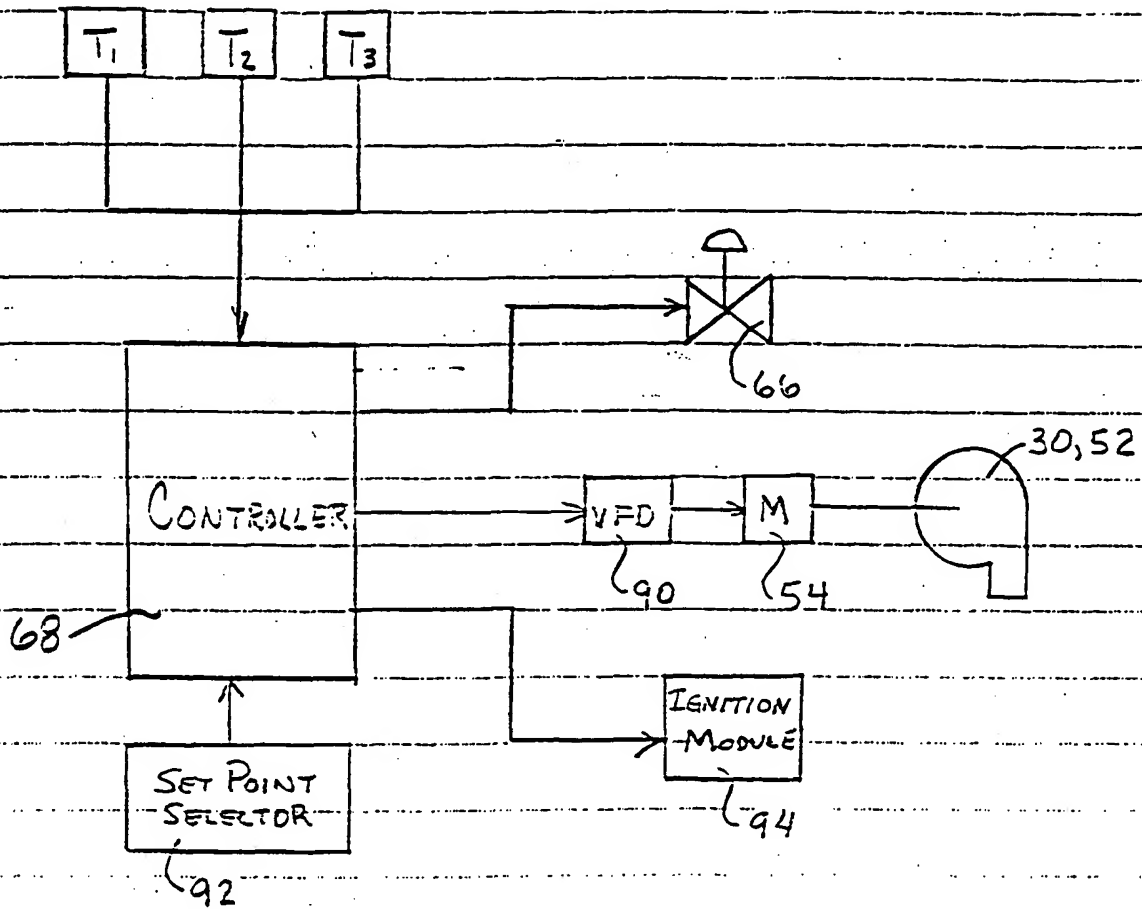 T1 T2 T3
66
30, 52
CONTROLLER
VFD
M
90
54
68
IGNITION
MODULE
SET POINT
SELECTOR
94
92